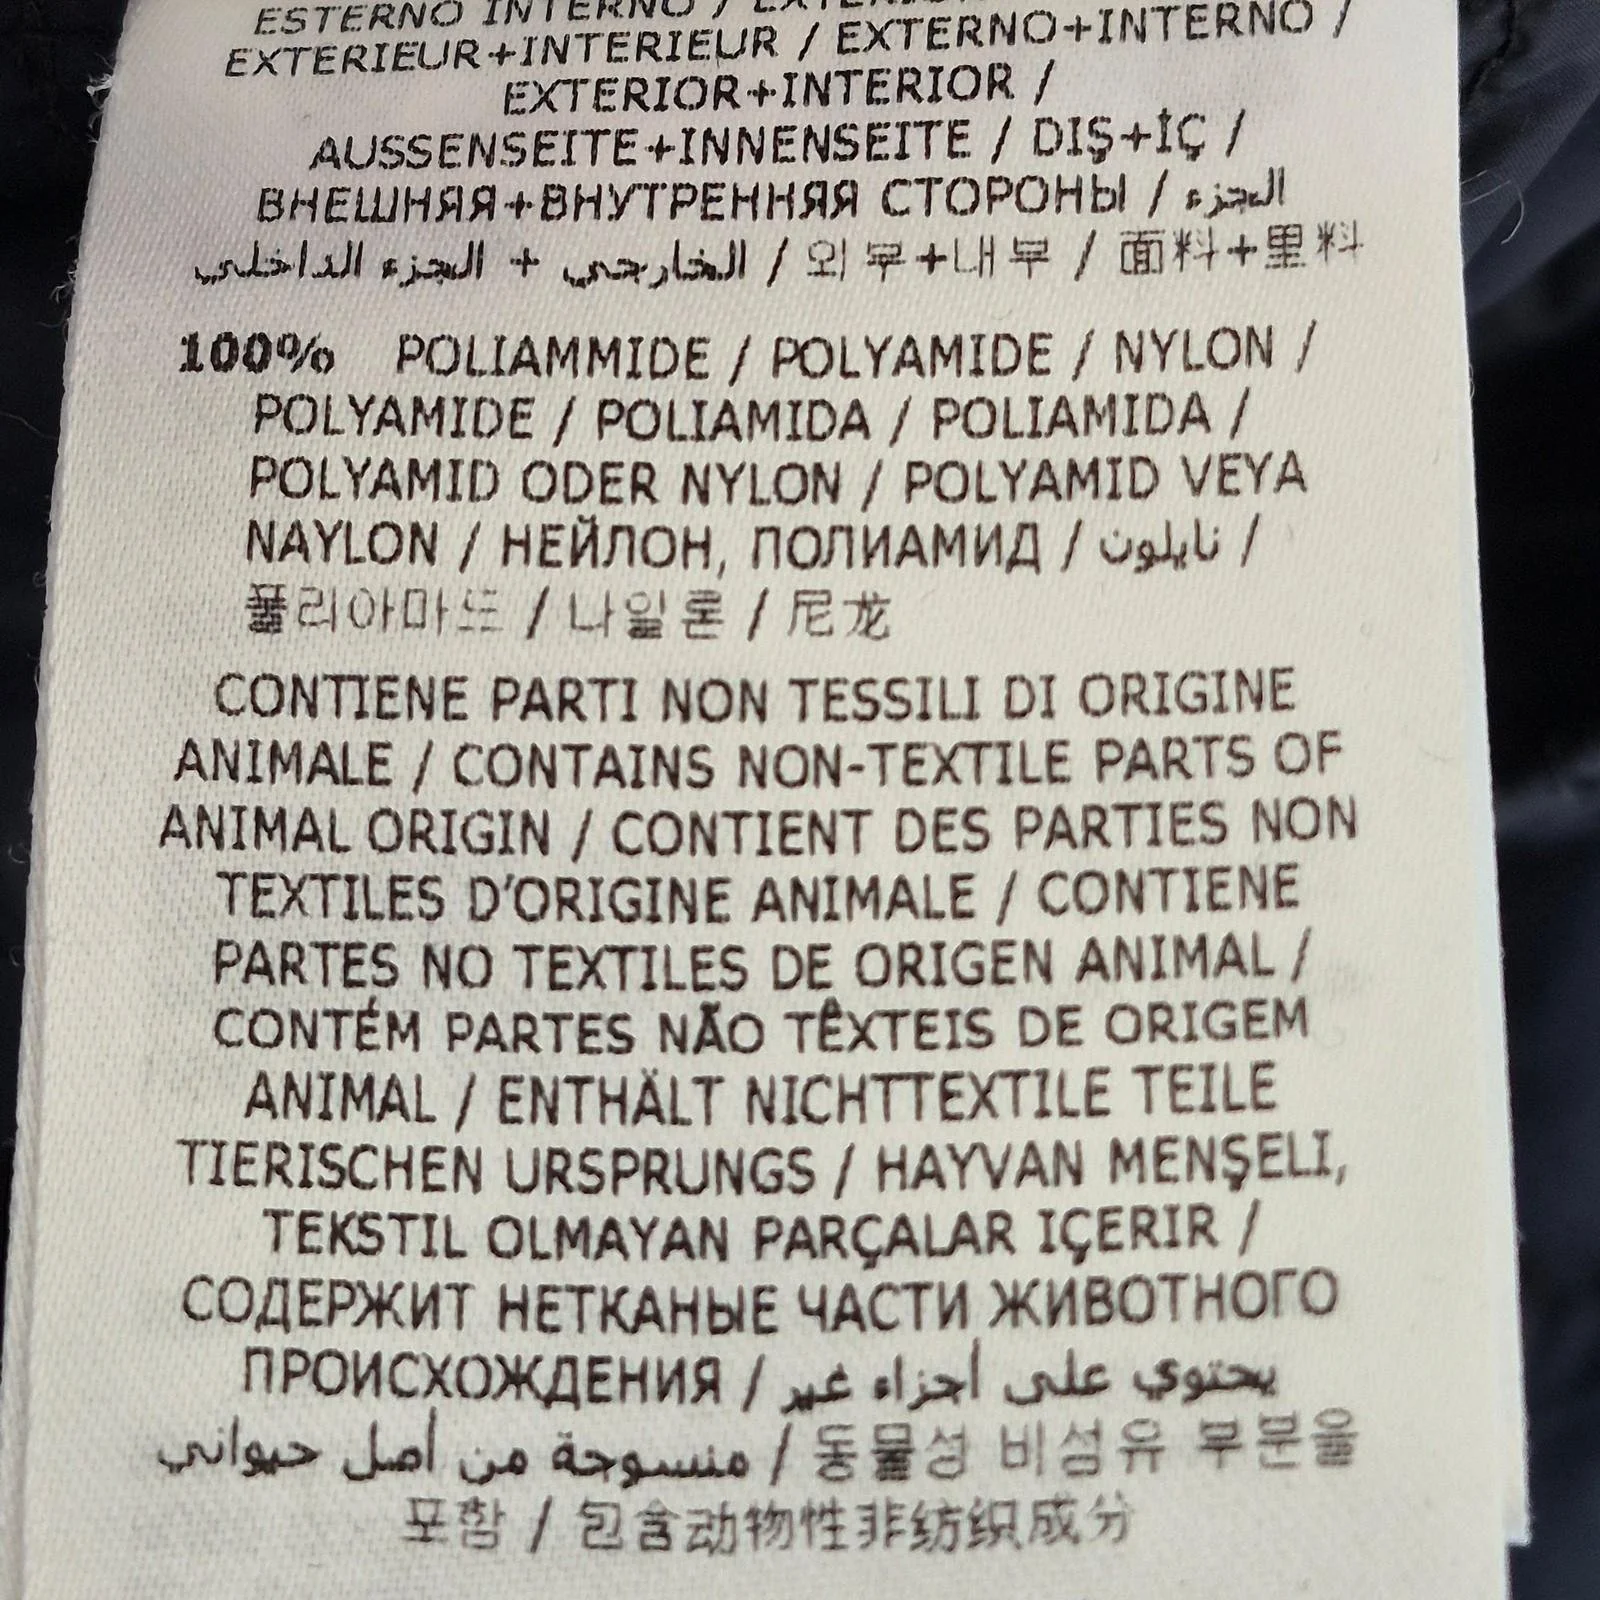 ESTERNO INTERNO /
EXTERIEUR+INTERIEUR / EXTERNO+INTERNO /
EXTERIOR+INTERIOR /
AUSSENSEITE+INNENSEITE / DIŞ+İÇ /
ВНЕШНЯЯ+ВНУТРЕННЯЯ СТОРОНЫ / الجزء
الخارجي + الجزء الداخلي / 외부+내부 / 面料+里料
100% POLIAMMIDE / POLYAMIDE / NYLON /
POLYAMIDE / POLIAMIDA / POLIAMIDA /
POLYAMID ODER NYLON / POLYAMID VEYA
NAYLON / НЕЙЛОН, ПОЛИАМИД / نايلون /
폴리아마드 / 나일론 / 尼龙
CONTIENE PARTI NON TESSILI DI ORIGINE
ANIMALE / CONTAINS NON-TEXTILE PARTS OF
ANIMAL ORIGIN / CONTIENT DES PARTIES NON
TEXTILES D'ORIGINE ANIMALE / CONTIENE
PARTES NO TEXTILES DE ORIGEN ANIMAL /
CONTÉM PARTES NÃO TÊXTEIS DE ORIGEM
ANIMAL / ENTHÄLT NICHTTEXTILE TEILE
TIERISCHEN URSPRUNGS / HAYVAN MENŞELI,
TEKSTIL OLMAYAN PARÇALAR IÇERIR /
СОДЕРЖИТ НЕТКАНЫЕ ЧАСТИ ЖИВОТНОГО
ПРОИСХОЖДЕНИЯ / يحتوي على أجزاء غير
منسوجة من أصل حيواني / 동물성 비섬유 부분을
포함 / 包含动物性非纺织成分